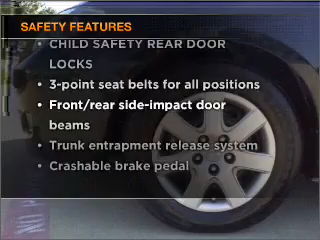 SAFETY FEATURES
• CHILD SAFETY REAR DOOR
LOCKS
• 3-point seat belts for all positions
• Front/rear side-impact door
beams
• Trunk entrapment release system
• Crashable brake pedal